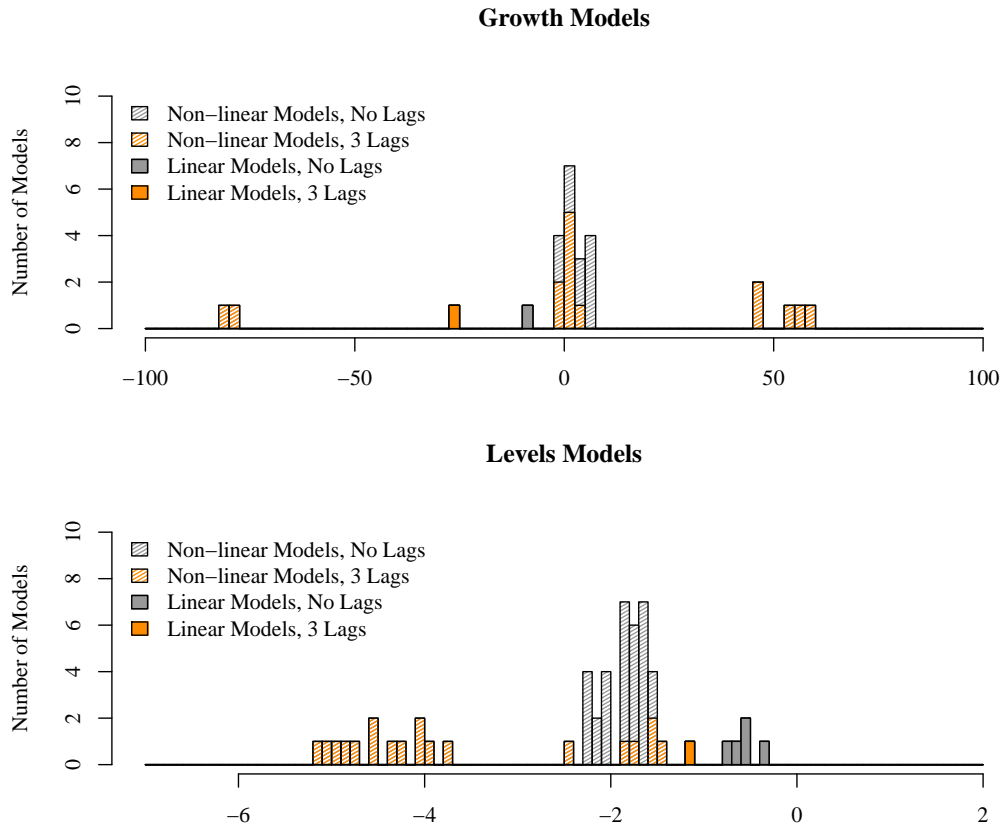 Growth Models
Number of Models
10
8
6
4
2
0
Non−linear Models, No Lags
Non−linear Models, 3 Lags
Linear Models, No Lags
Linear Models, 3 Lags
−100 −50 0 50 100
Levels Models
Number of Models
10
8
6
4
2
0
Non−linear Models, No Lags
Non−linear Models, 3 Lags
Linear Models, No Lags
Linear Models, 3 Lags
−6 −4 −2 0 2